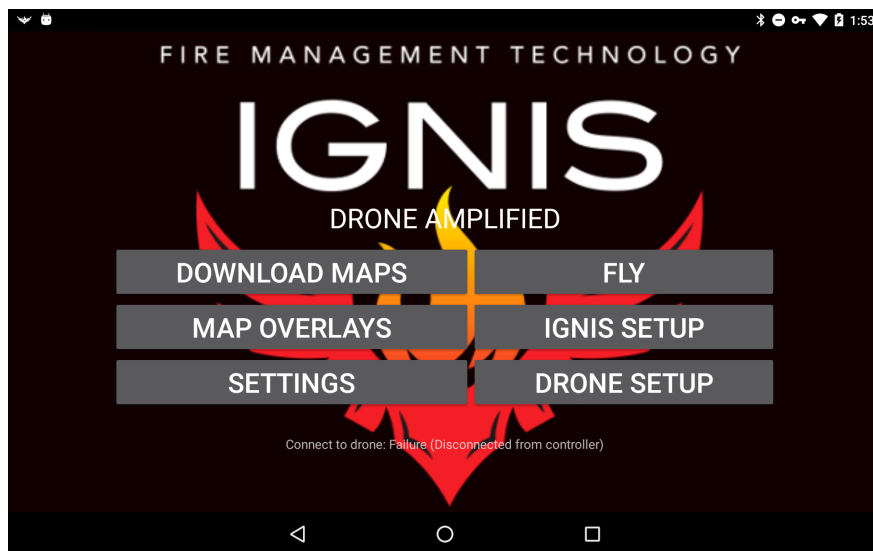 1:53
FIRE MANAGEMENT TECHNOLOGY
IGNIS
DRONE AMPLIFIED
DOWNLOAD MAPS
FLY
MAP OVERLAYS
IGNIS SETUP
SETTINGS
DRONE SETUP
Connect to drone: Failure (Disconnected from controller)